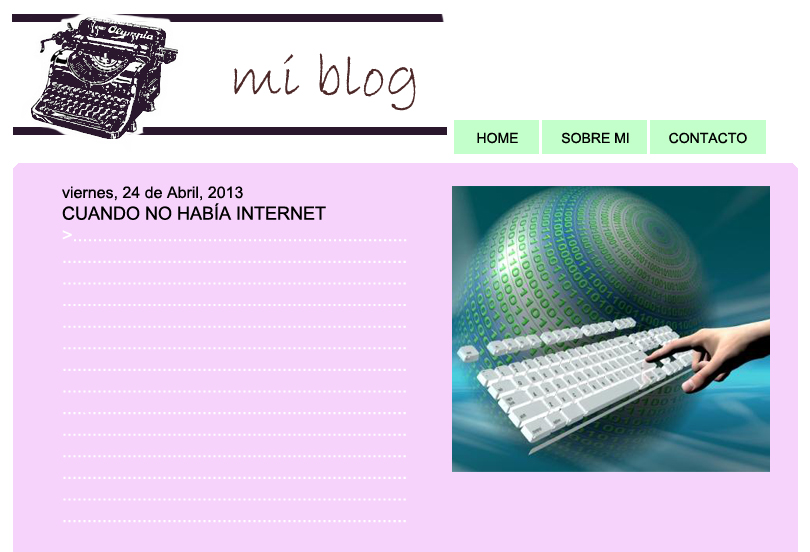 Olympia
mi blog
HOME SOBRE MI CONTACTO
viernes, 24 de Abril, 2013
CUANDO NO HABÍA INTERNET
>